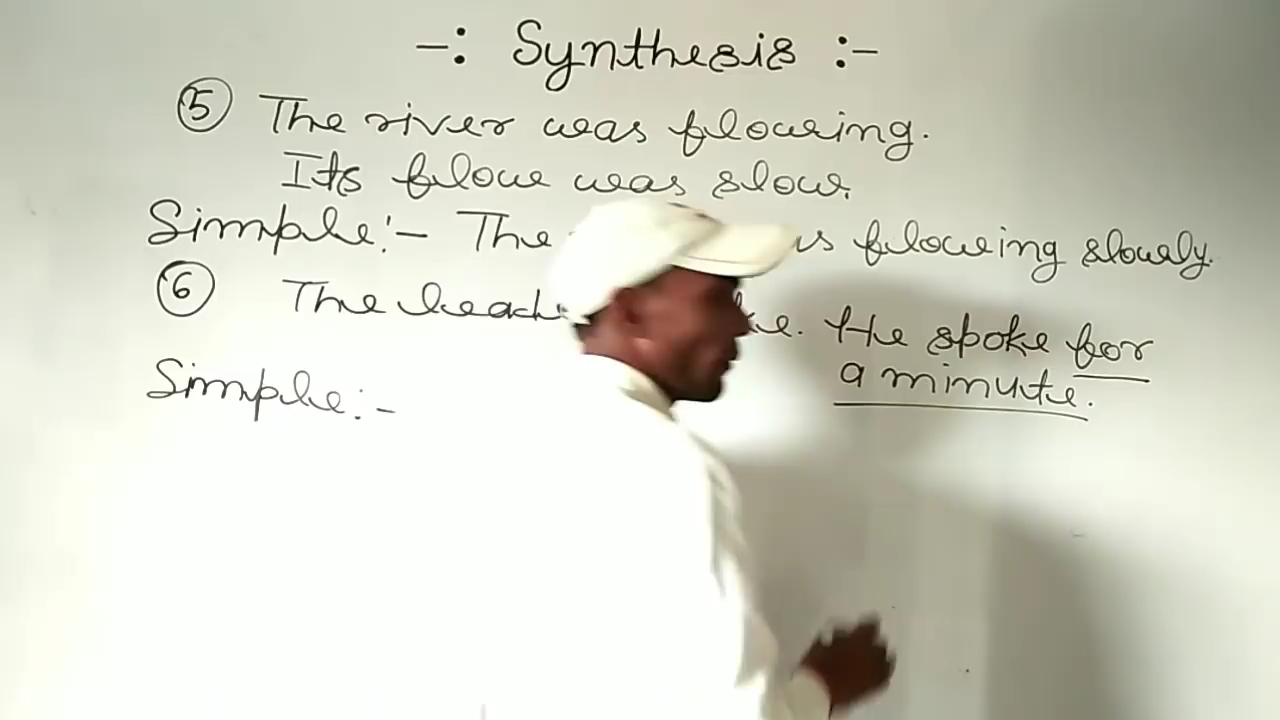 -: Synthesis :-
⑤ The river was flowing.
Its flow was slow.
Simple:- The flowing slowly.
⑥ The He spoke for
a minute.
Simple:-